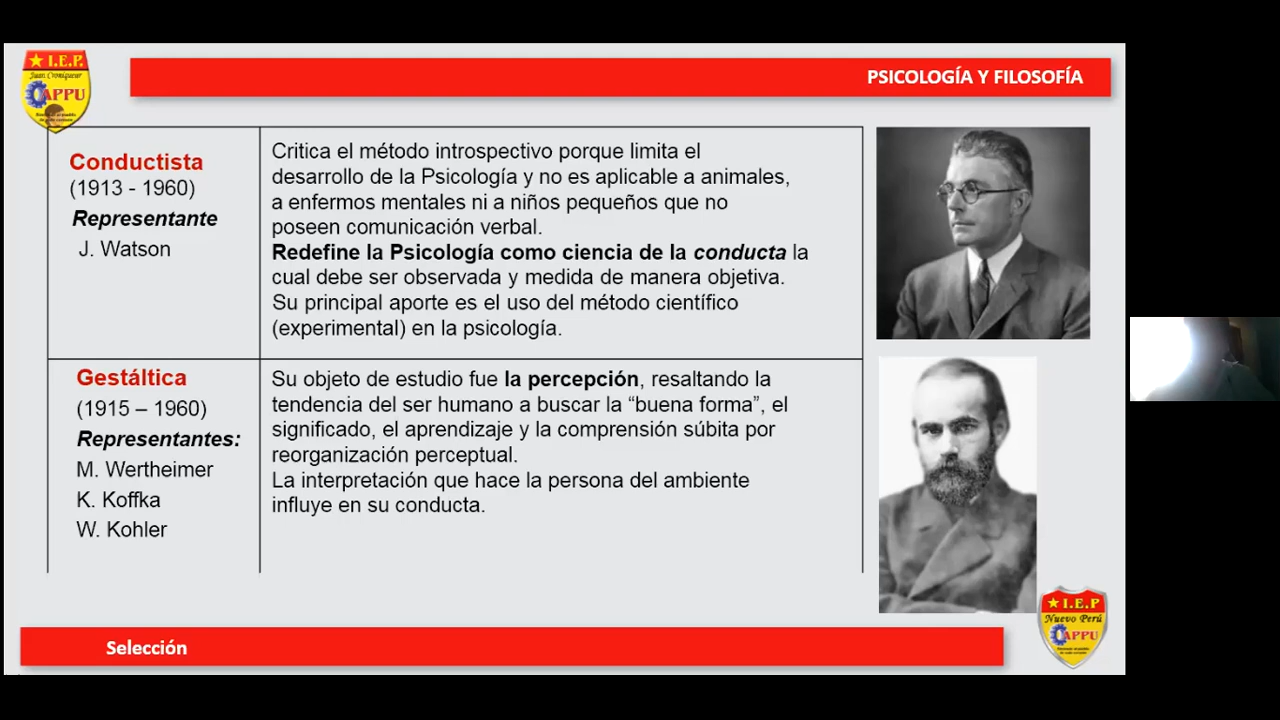 ★ I.E.P.
Juan Croniqueur
CAPPU
PSICOLOGÍA Y FILOSOFÍA
Conductista
(1913 - 1960)
Representante
J. Watson
Critica el método introspectivo porque limita el
desarrollo de la Psicología y no es aplicable a animales,
a enfermos mentales ni a niños pequeños que no
poseen comunicación verbal.
Redefine la Psicología como ciencia de la conducta la
cual debe ser observada y medida de manera objetiva.
Su principal aporte es el uso del método científico
(experimental) en la psicología.
Gestáltica
(1915 – 1960)
Representantes:
M. Wertheimer
K. Koffka
W. Kohler
Su objeto de estudio fue la percepción, resaltando la
tendencia del ser humano a buscar la “buena forma”, el
significado, el aprendizaje y la comprensión súbita por
reorganización perceptual.
La interpretación que hace la persona del ambiente
influye en su conducta.
★ I.E.P
Nuevo Perú
CAPPU
Selección